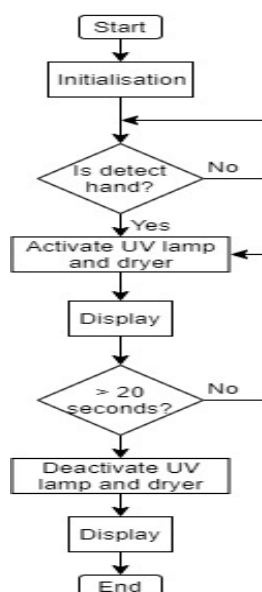 Start
Initialisation
Is detect
hand?
No
Yes
Activate UV lamp
and dryer
Display
> 20
seconds?
No
Deactivate UV
lamp and dryer
Display
End